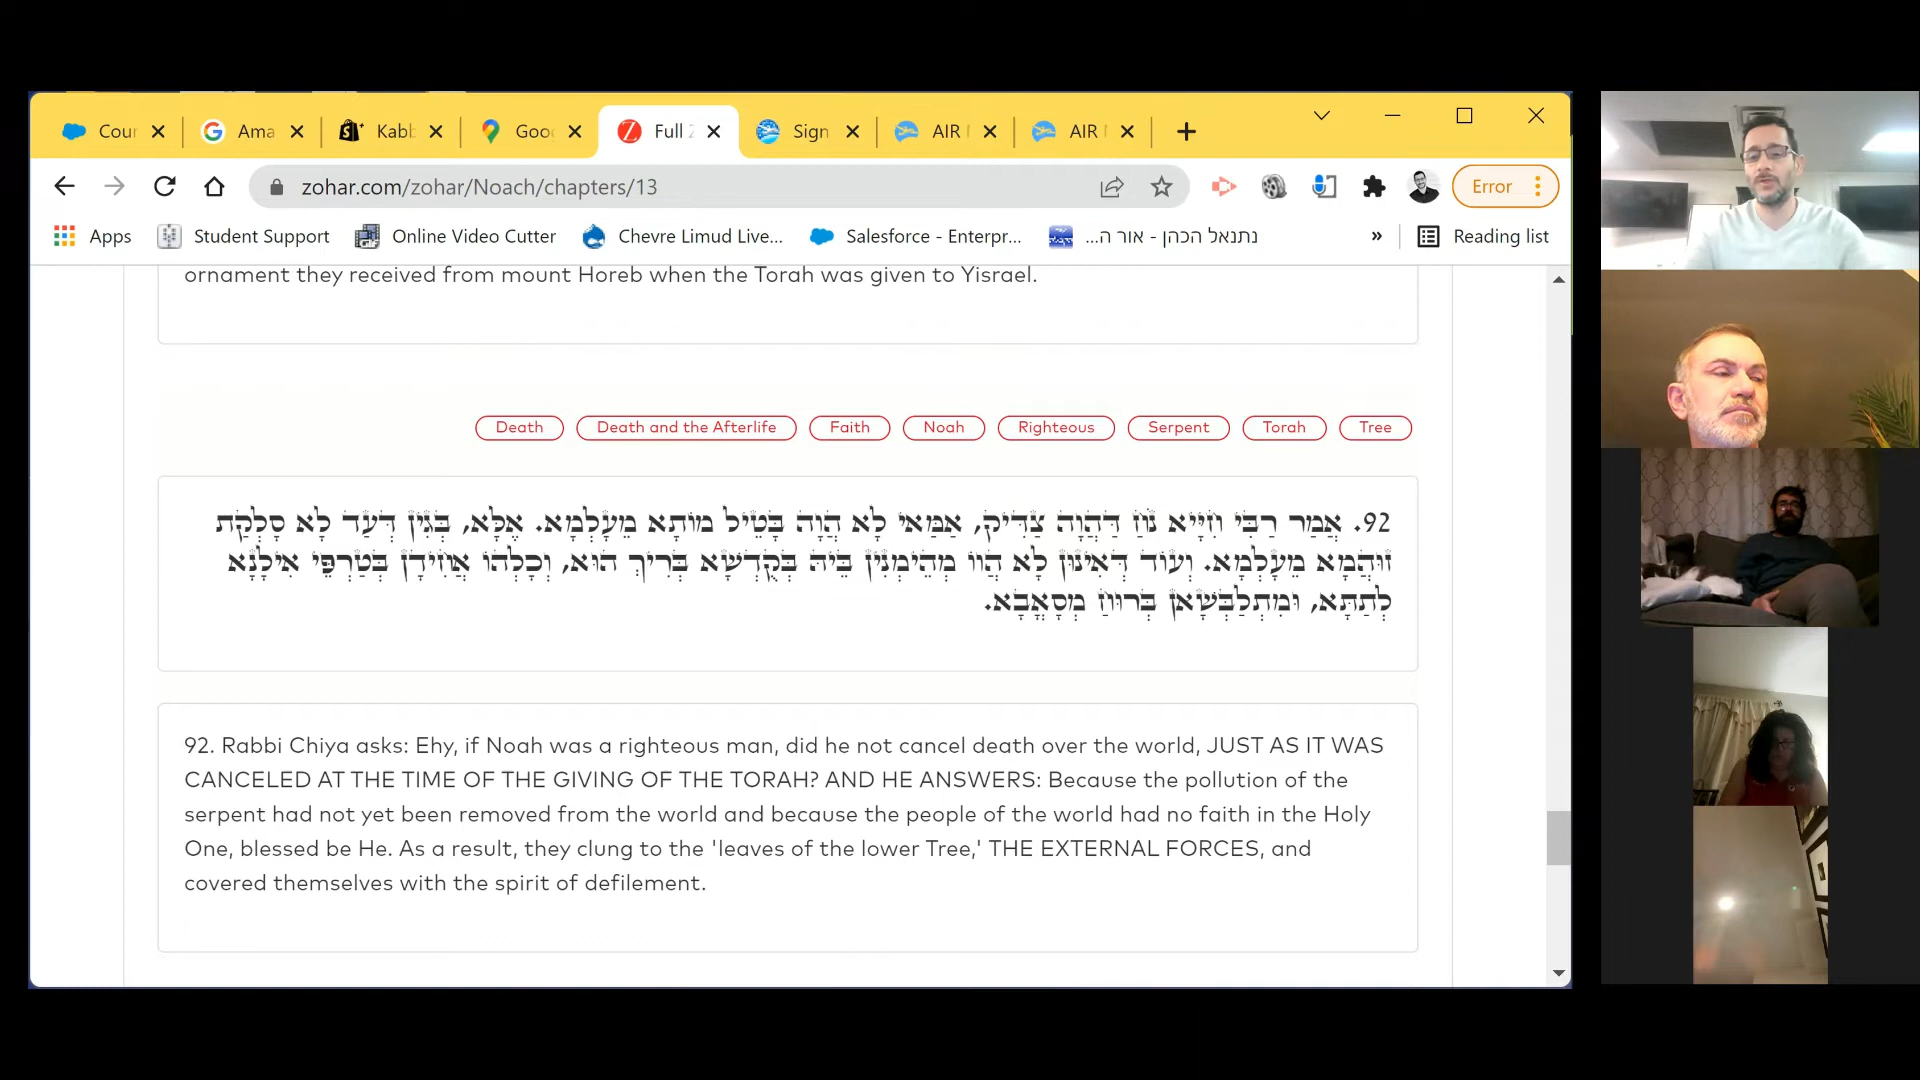 Cour
Ama
Kabb
Goo
Full Z
Sign
AIR
AIR
zohar.com/zohar/Noach/chapters/13
Error
Apps
Student Support
Online Video Cutter
Chevre Limud Live...
Salesforce - Enterpr...
נתנאל הכהן - אור ה...
»
Reading list
ornament they received from mount Horeb when the Torah was given to Yisrael.
Death
Death and the Afterlife
Faith
Noah
Righteous
Serpent
Torah
Tree
92. אֲמַר רַבִּי חִיָּיא נֹחַ דַּהֲוָה צַדִּיק, אַמַּאי לָא הֲוָה בָּטֵיל מוֹתָא מֵעָלְמָא. אֶלָּא, בְּגִין דְּעַד לָא סָלְקַת
זוּהֲמָא מֵעָלְמָא. וְעוֹד דְּאִינוּן לָא הֲווֹ מְהֵימְנִין בֵּיהּ בְּקֻדְשָׁא בְּרִיךְ הוּא, וְכָלְהוֹ אֲחִידָן בְּטַרְפֵּי אִילָנָא
לְתַתָּא, וּמִתְלַבְּשָׁאן בְּרוּחַ מְסָאֳבָא.
92. Rabbi Chiya asks: Ehy, if Noah was a righteous man, did he not cancel death over the world, JUST AS IT WAS
CANCELED AT THE TIME OF THE GIVING OF THE TORAH? AND HE ANSWERS: Because the pollution of the
serpent had not yet been removed from the world and because the people of the world had no faith in the Holy
One, blessed be He. As a result, they clung to the 'leaves of the lower Tree,' THE EXTERNAL FORCES, and
covered themselves with the spirit of defilement.